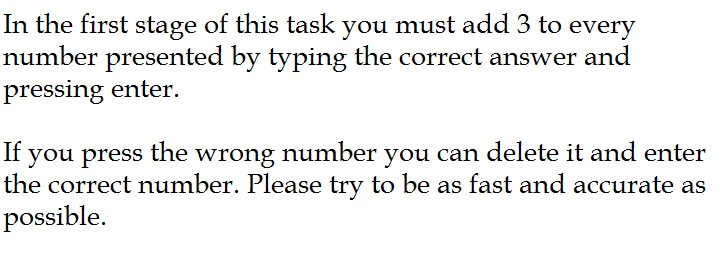 In the first stage of this task you must add 3 to every
number presented by typing the correct answer and
pressing enter.
If you press the wrong number you can delete it and enter
the correct number. Please try to be as fast and accurate as
possible.